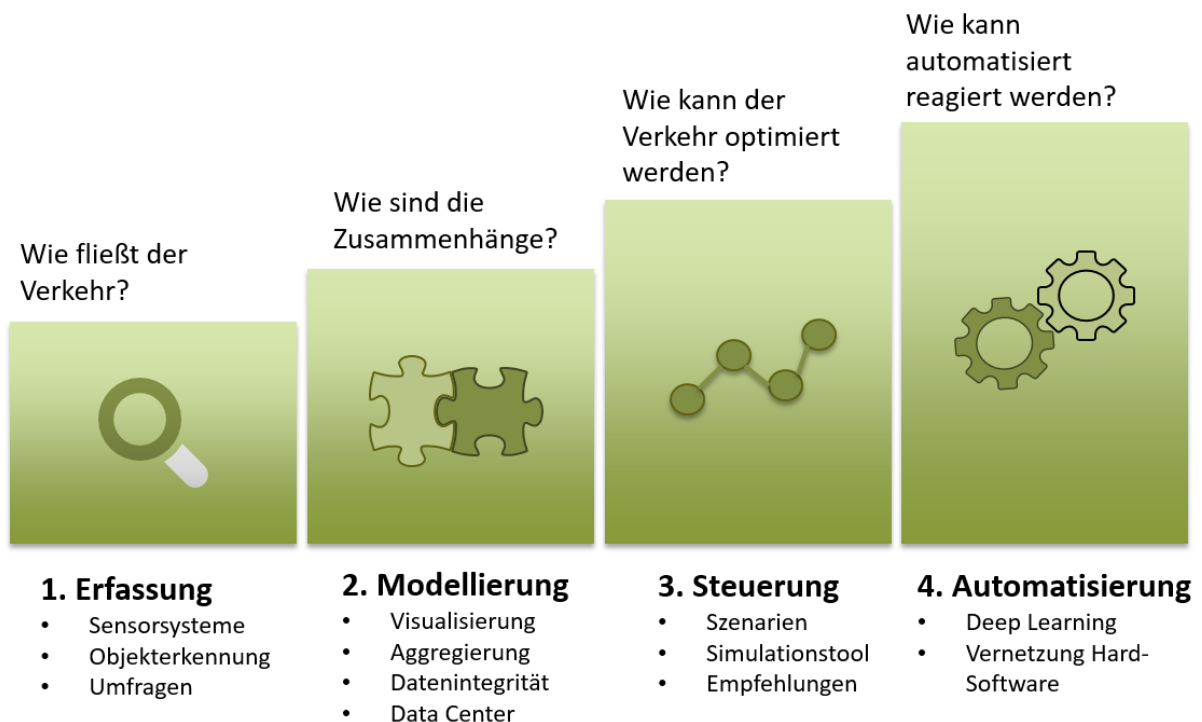 Wie fließt der
Verkehr?
Wie sind die
Zusammenhänge?
Wie kann der
Verkehr optimiert
werden?
Wie kann
automatisiert
reagiert werden?
1. Erfassung
• Sensorsysteme
• Objekterkennung
• Umfragen
2. Modellierung
• Visualisierung
• Aggregierung
• Datenintegrität
• Data Center
3. Steuerung
• Szenarien
• Simulationstool
• Empfehlungen
4. Automatisierung
• Deep Learning
• Vernetzung Hard-
Software